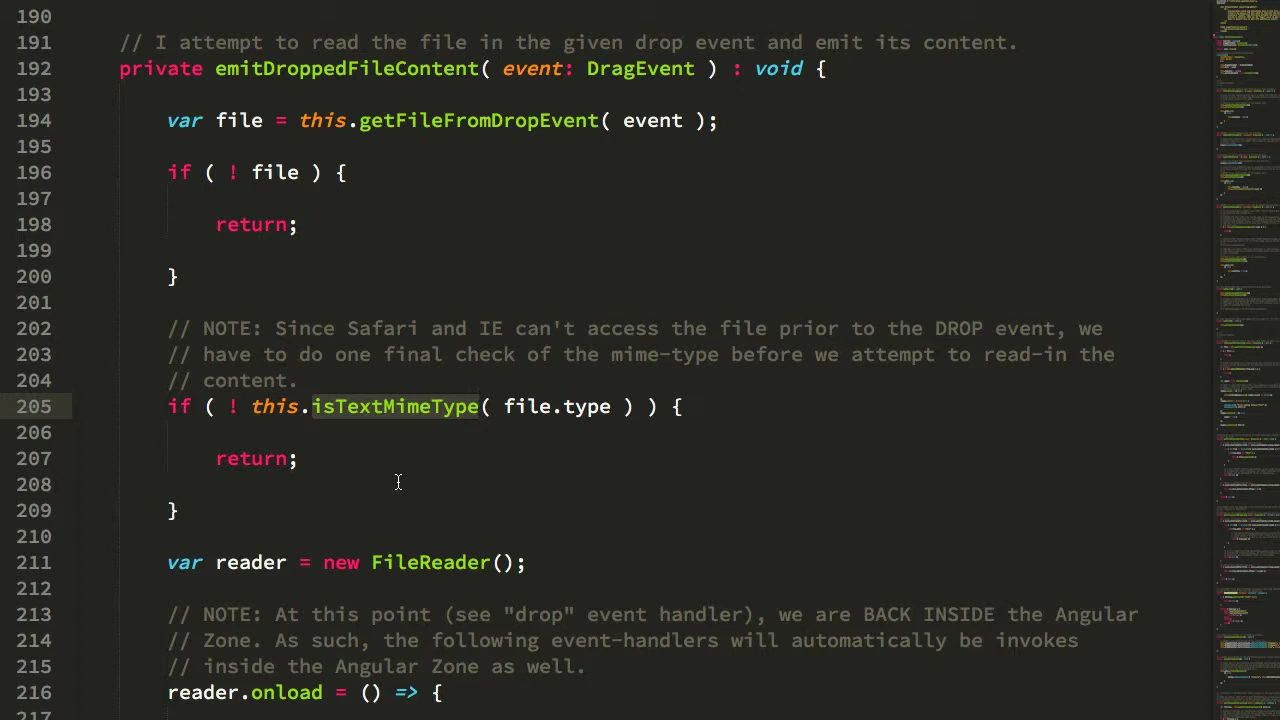 190
191 // I attempt to read the file in the given drop event and emit its content.
192 private emitDroppedFileContent( event: DragEvent ) : void {
193
194 var file = this.getFileFromDropEvent( event );
195
196 if ( ! file ) {
197
198 return;
199
200 }
201
202 // NOTE: Since Safari and IE can't access the file prior to the DROP event, we
203 // have to do one final check of the mime-type before we attempt to read-in the
204 // content.
205 if ( ! this.isTextMimeType( file.type ) ) {
206
207 return;
208
209 }
210
211 var reader = new FileReader();
212
213 // NOTE: At this point (see "drop" event handler), we are BACK INSIDE the Angular
214 // Zone. As such, the following event-handlers will automatically be invokes
215 // inside the Angular Zone as well.
216 reader.onload = () => {
217